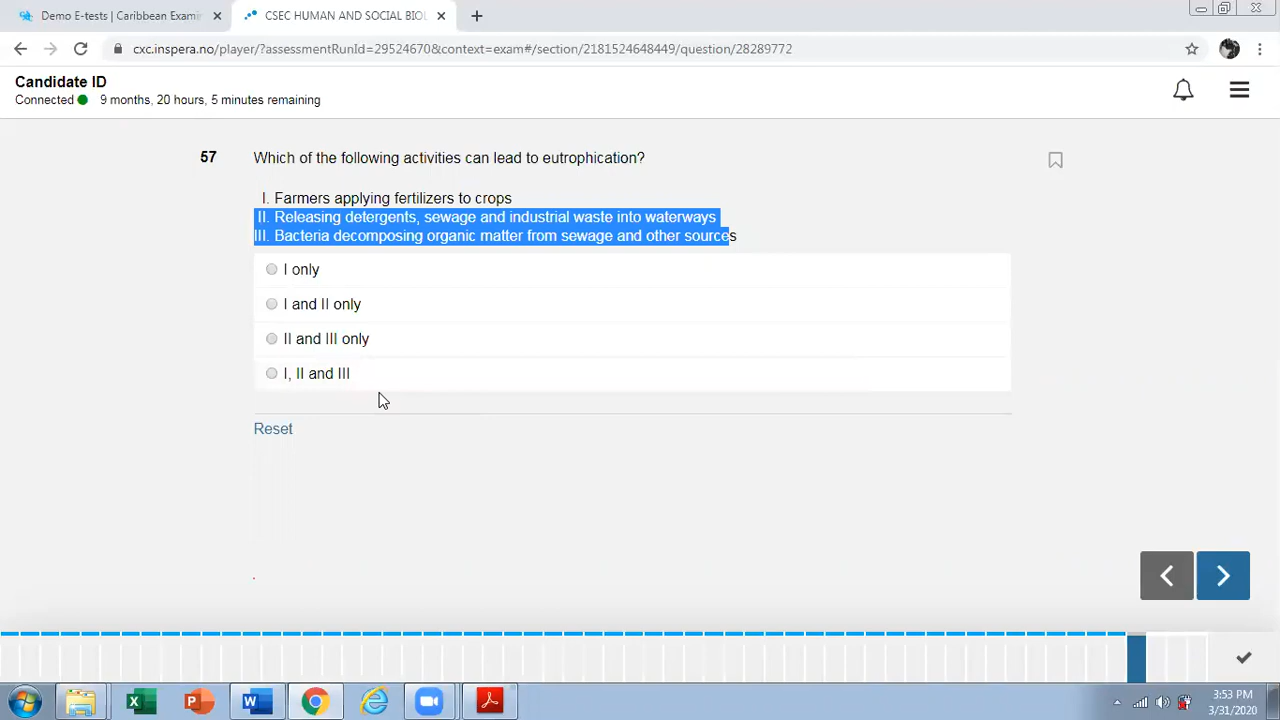 Demo E-tests | Caribbean Exami
CSEC HUMAN AND SOCIAL BIOL
cxc.inspera.no/player/?assessmentRunId=29524670&context=exam#/section/2181524648449/question/28289772
Candidate ID
Connected 9 months, 20 hours, 5 minutes remaining
57
Which of the following activities can lead to eutrophication?
I. Farmers applying fertilizers to crops
II. Releasing detergents, sewage and industrial waste into waterways
III. Bacteria decomposing organic matter from sewage and other sources
I only
I and II only
II and III only
I, II and III
Reset
3:53 PM
3/31/2020